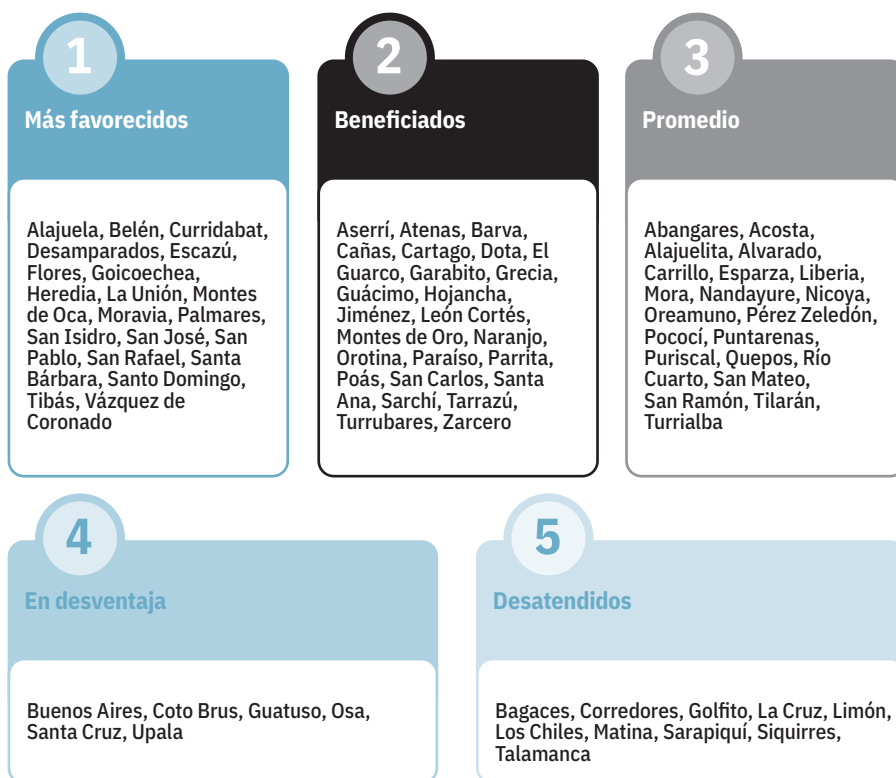 1
Más favorecidos
Alajuela, Belén, Curridabat,
Desamparados, Escazú,
Flores, Goicoechea,
Heredia, La Unión, Montes
de Oca, Moravia, Palmares,
San Isidro, San José, San
Pablo, San Rafael, Santa
Bárbara, Santo Domingo,
Tibás, Vázquez de
Coronado
2
Beneficiados
Aserrí, Atenas, Barva,
Cañas, Cartago, Dota, El
Guarco, Garabito, Grecia,
Guácimo, Hojancha,
Jiménez, León Cortés,
Montes de Oro, Naranjo,
Orotina, Paraíso, Parrita,
Poás, San Carlos, Santa
Ana, Sarchí, Tarrazú,
Turrubares, Zarcero
3
Promedio
Abangares, Acosta,
Alajuelita, Alvarado,
Carrillo, Esparza, Liberia,
Mora, Nandayure, Nicoya,
Oreamuno, Pérez Zeledón,
Pococí, Puntarenas,
Puriscal, Quepos, Río
Cuarto, San Mateo,
San Ramón, Tilarán,
Turrialba
4
En desventaja
Buenos Aires, Coto Brus, Guatuso, Osa,
Santa Cruz, Upala
5
Desatendidos
Bagaces, Corredores, Golfito, La Cruz, Limón,
Los Chiles, Matina, Sarapiquí, Siquirres,
Talamanca